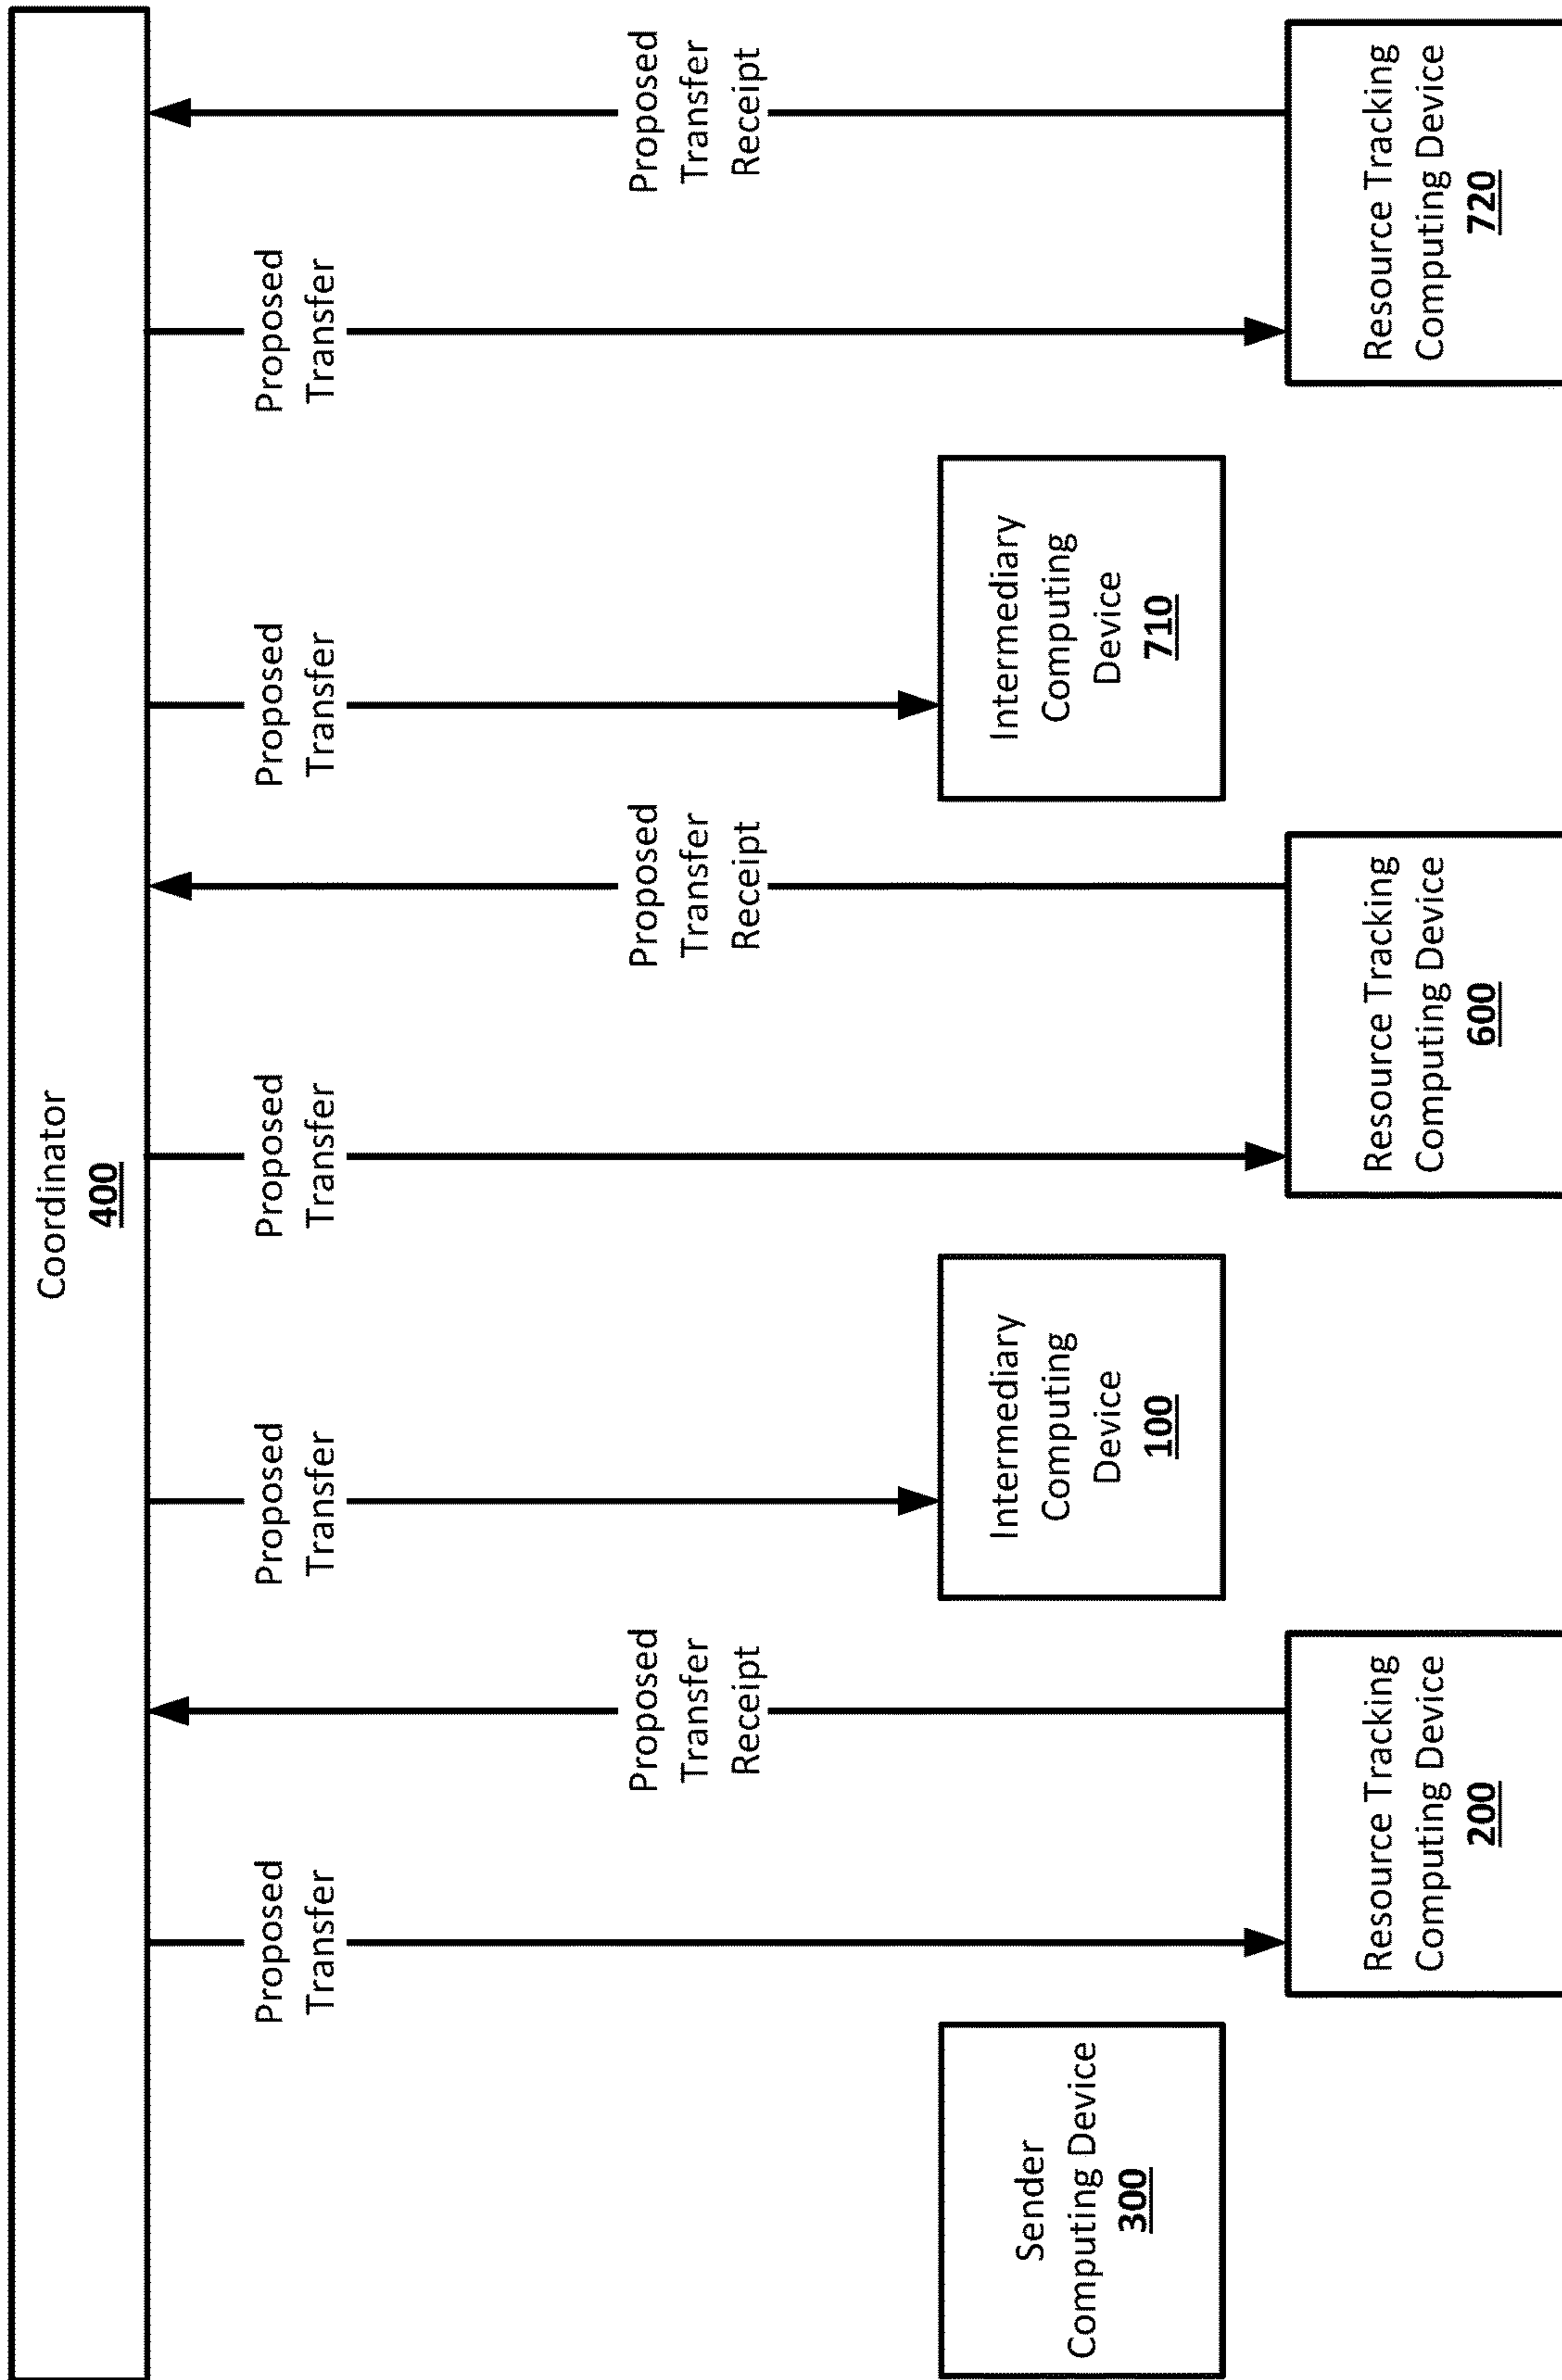 Coordinator
400
Proposed
Transfer
Proposed
Transfer
Receipt
Proposed
Transfer
Proposed
Transfer
Proposed
Transfer
Receipt
Proposed
Transfer
Proposed
Transfer
Proposed
Transfer
Receipt
Sender
Computing Device
300
Intermediary
Computing
Device
100
Intermediary
Computing
Device
710
Resource Tracking
Computing Device
200
Resource Tracking
Computing Device
600
Resource Tracking
Computing Device
720